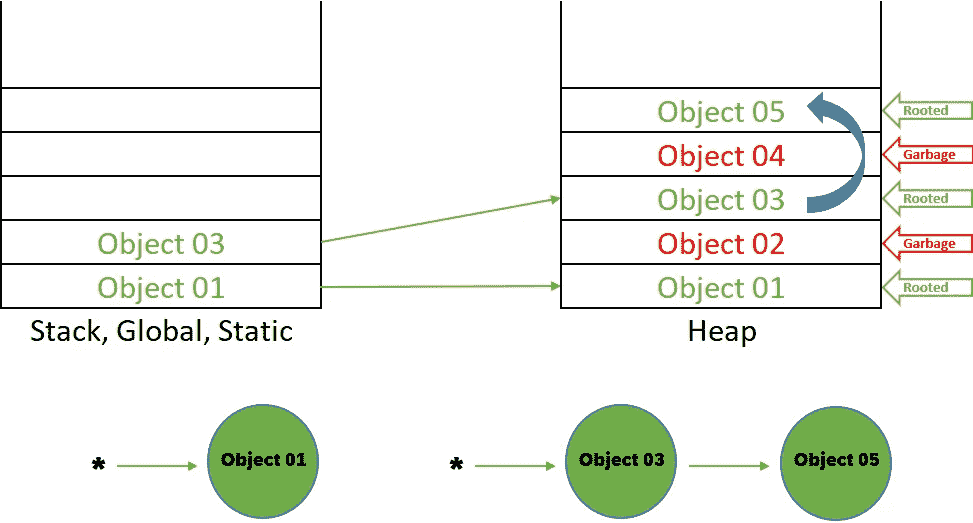 Object 05
Rooted
Object 04
Garbage
Object 03
Rooted
Object 03
Object 02
Garbage
Object 01
Object 01
Rooted
Stack, Global, Static
Heap
*
Object 01
*
Object 03
Object 05